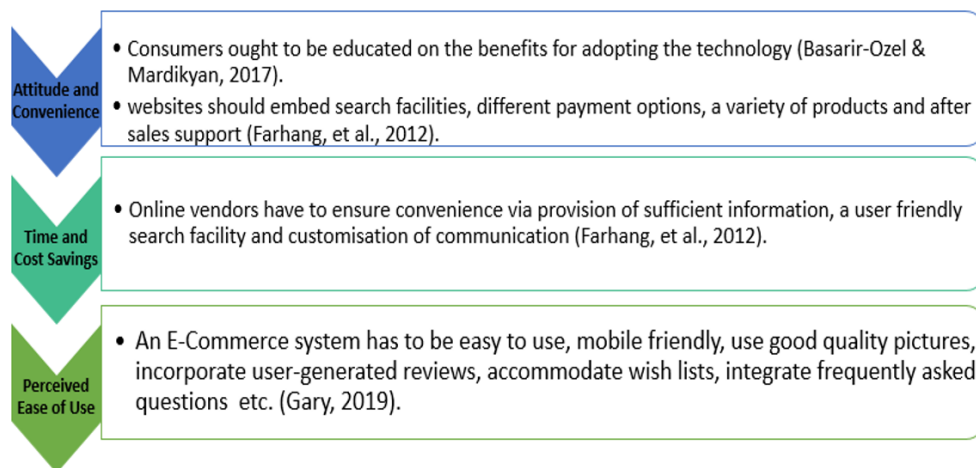 Attitude and
Convenience
• Consumers ought to be educated on the benefits for adopting the technology (Basarir-Ozel &
Mardikyan, 2017).
• websites should embed search facilities, different payment options, a variety of products and after
sales support (Farhang, et al., 2012).
Time and
Cost Savings
• Online vendors have to ensure convenience via provision of sufficient information, a user friendly
search facility and customisation of communication (Farhang, et al., 2012).
Perceived
Ease of Use
• An E-Commerce system has to be easy to use, mobile friendly, use good quality pictures,
incorporate user-generated reviews, accommodate wish lists, integrate frequently asked
questions etc. (Gary, 2019).